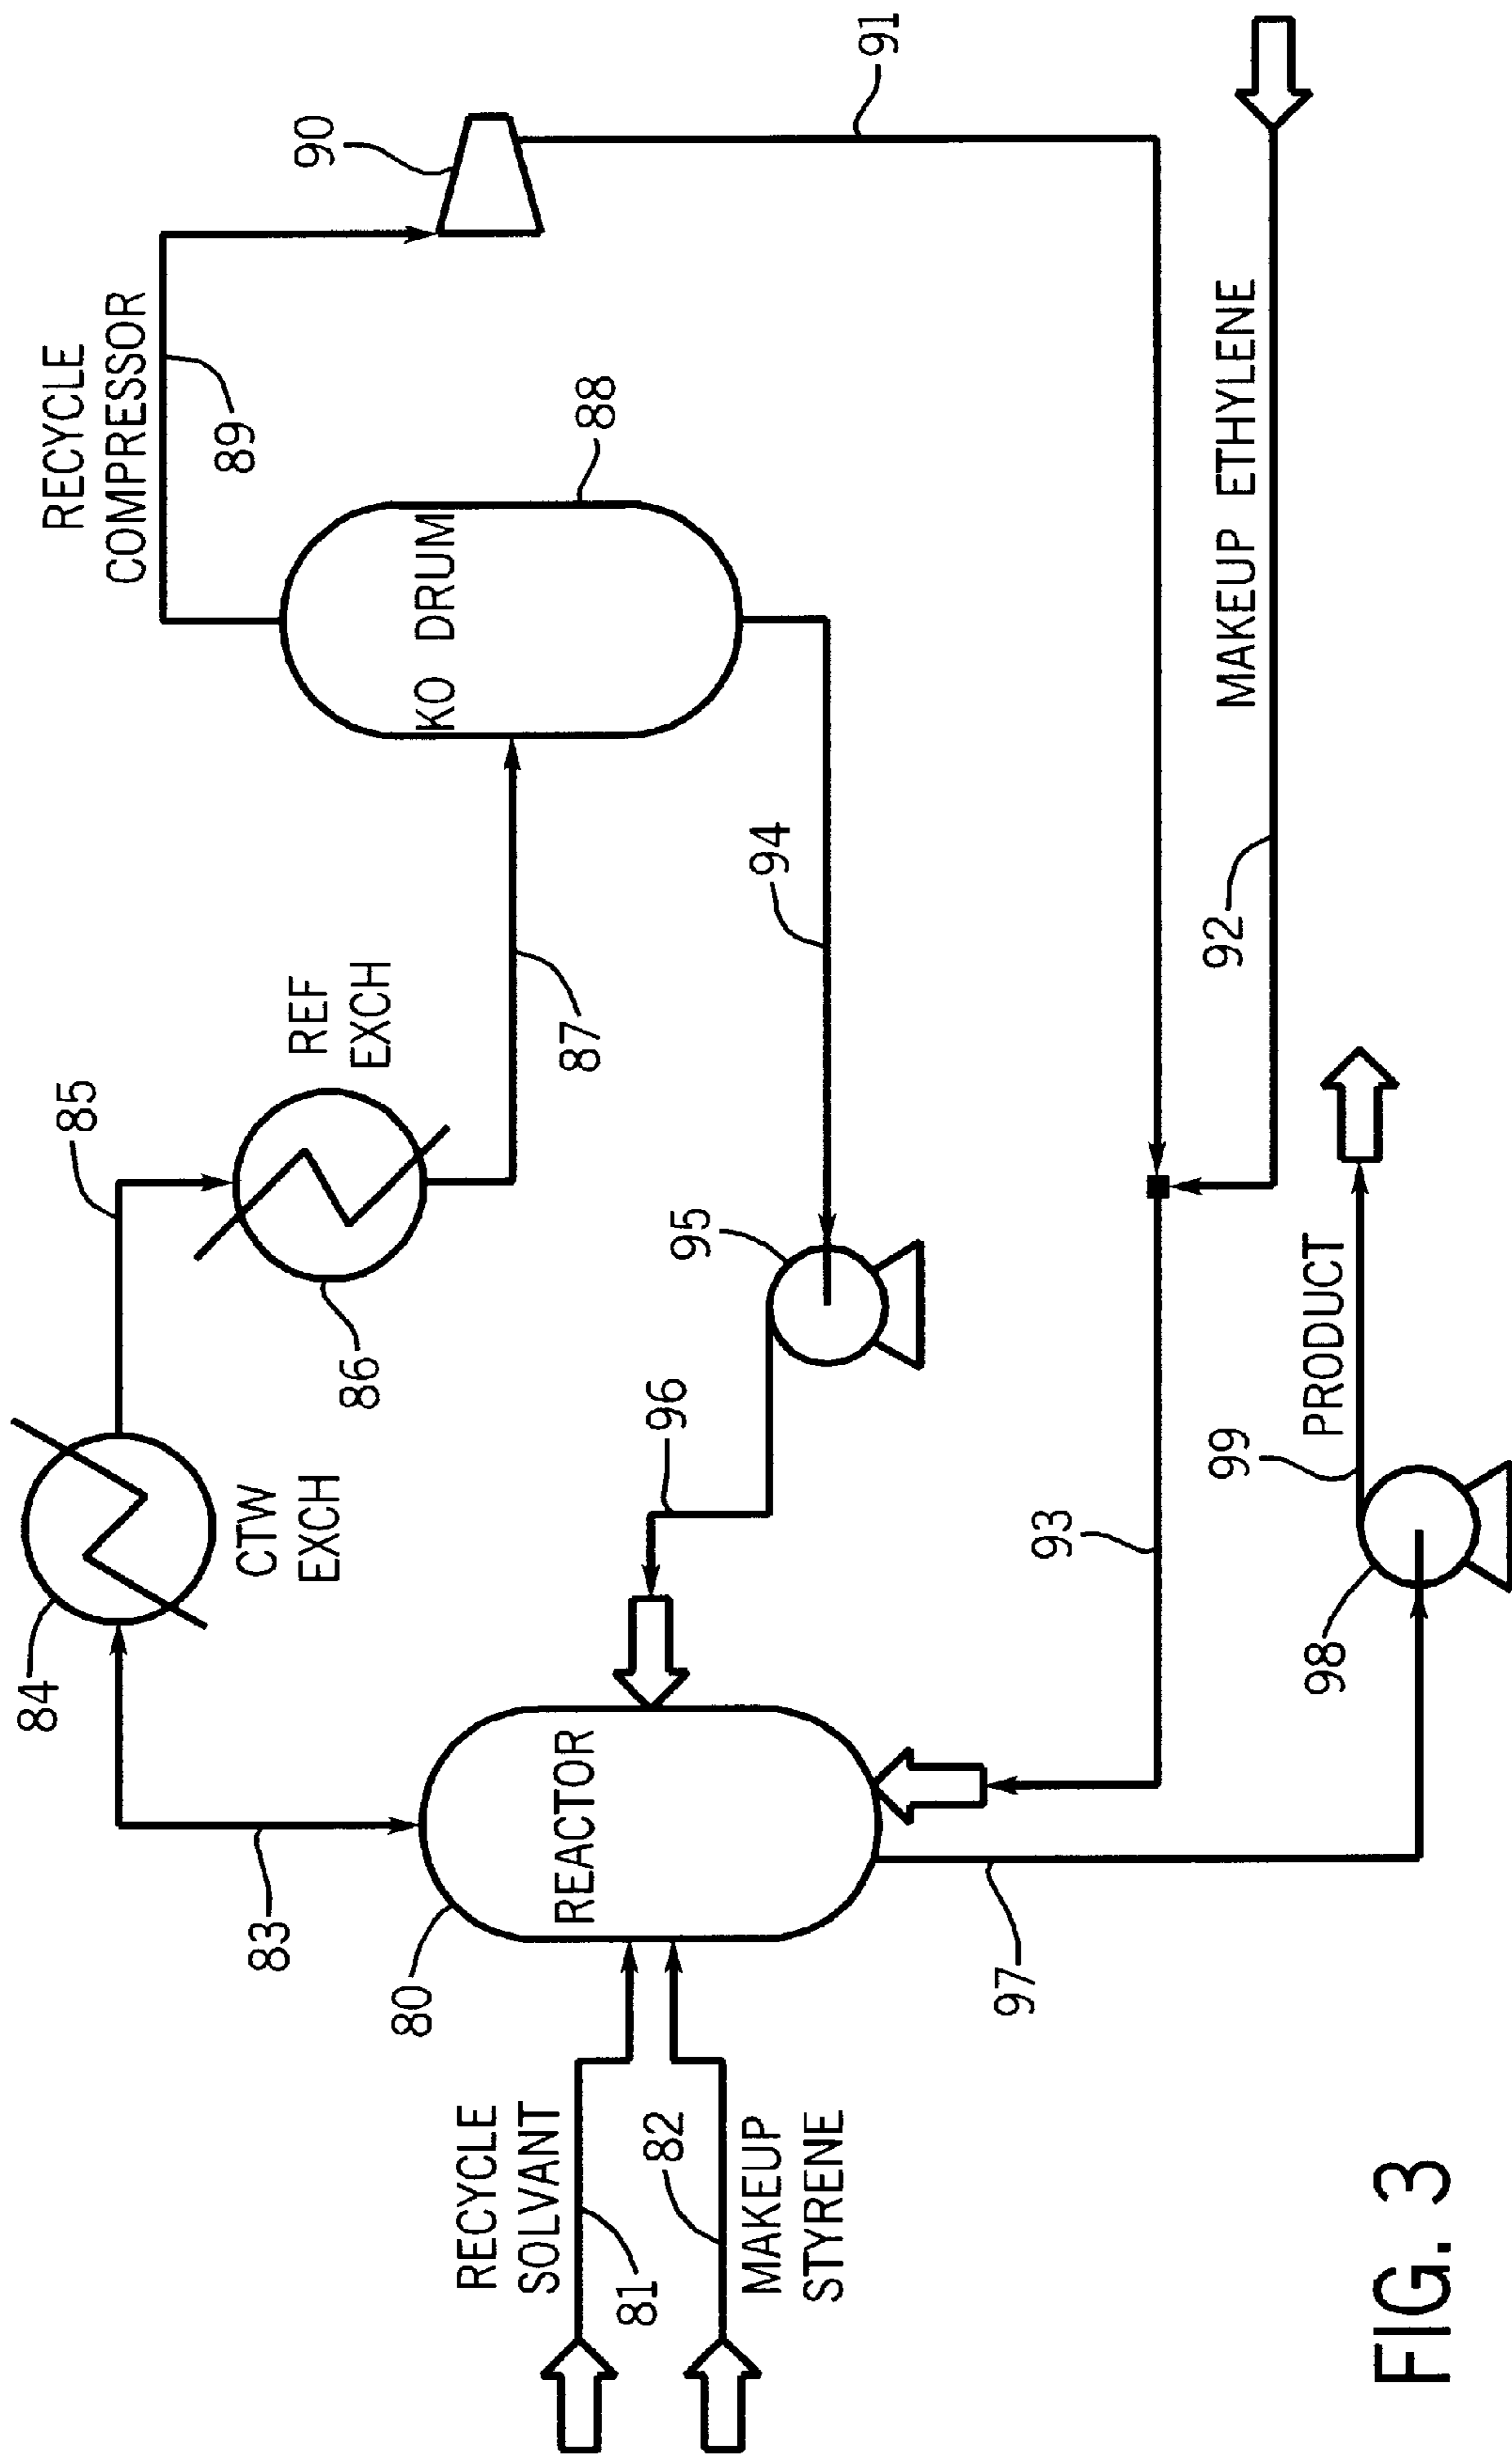 RECYCLE
COMPRESSOR
89
90
91
85
REF
EXCH
86
84
CTW
EXCH
87
KO DRUM
88
83
80
REACTOR
RECYCLE
SOLVANT
81
82
MAKEUP
STYRENE
96
95
94
93
92
MAKEUP ETHYLENE
97
98
99
PRODUCT
FIG. 3